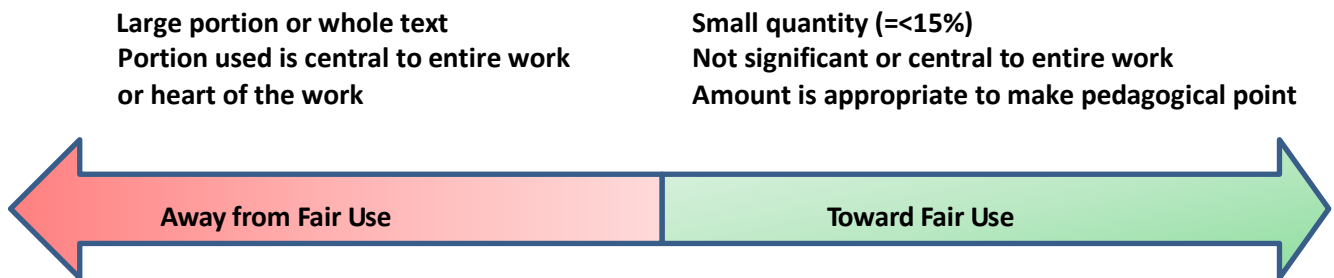 Large portion or whole text
Portion used is central to entire work
or heart of the work
Small quantity (=<15%)
Not significant or central to entire work
Amount is appropriate to make pedagogical point
Away from Fair Use
Toward Fair Use